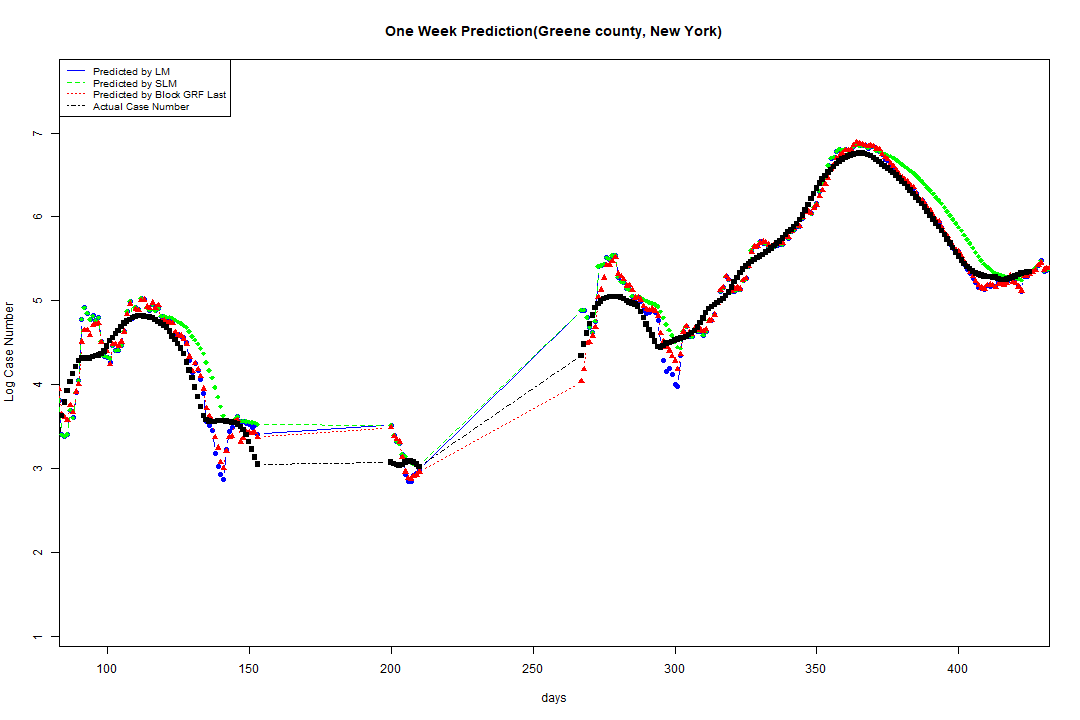 One Week Prediction(Greene county, New York)
Predicted by LM
Predicted by SLM
Predicted by Block GRF Last
Actual Case Number
7
6
5
4
3
2
1
Log Case Number
100 150 200 250 300 350 400
days